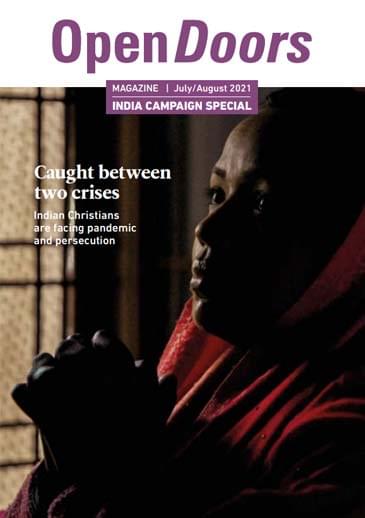 Open Doors
MAGAZINE | July/August 2021
INDIA CAMPAIGN SPECIAL
Caught between
two crises
Indian Christians
are facing pandemic
and persecution